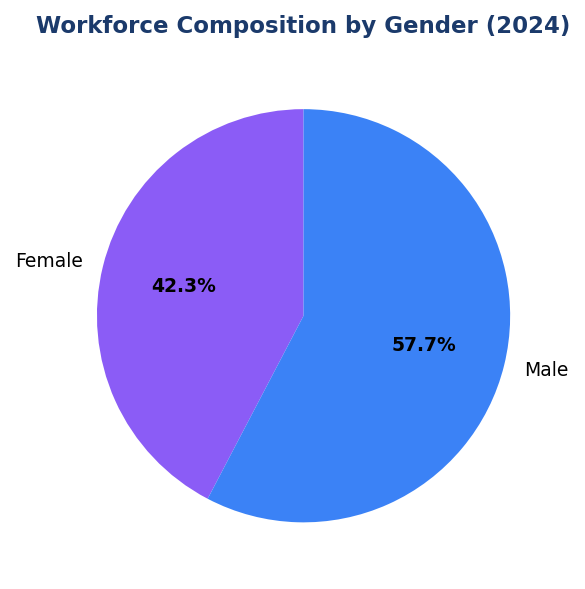 Workforce Composition by Gender (2024)
Female
42.3%
57.7%
Male